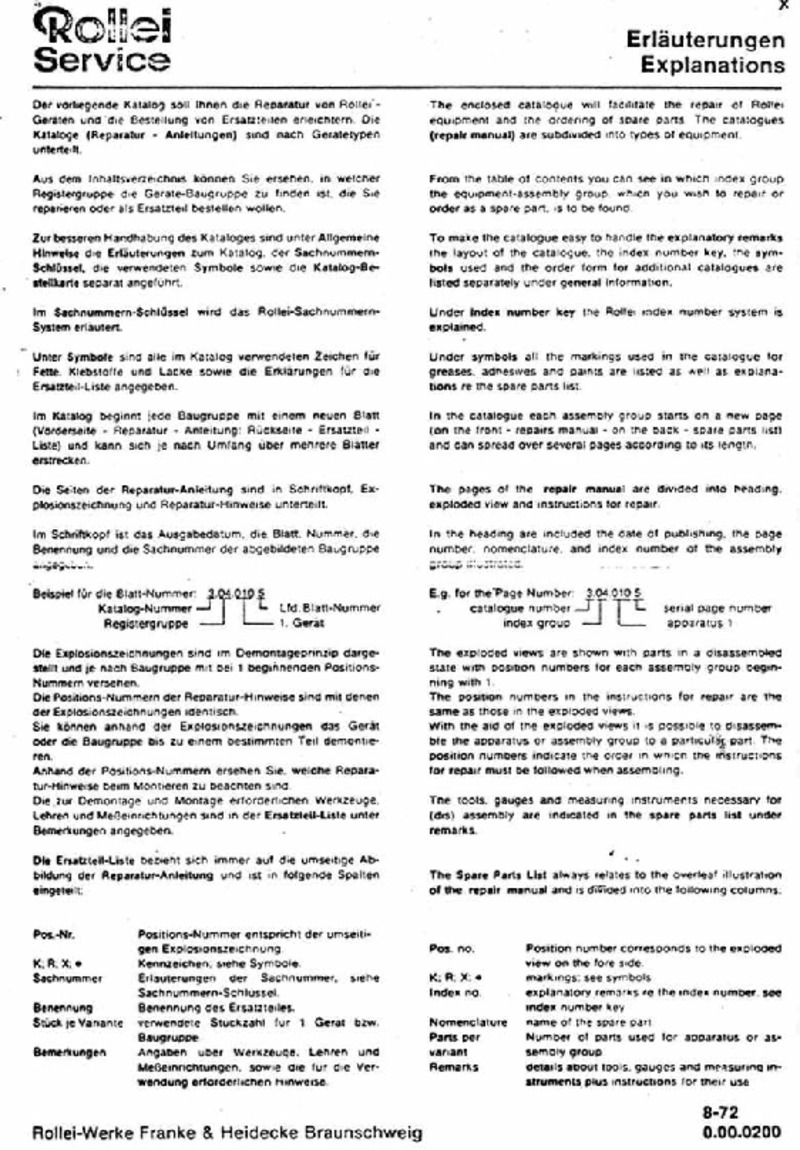 x
Rollei
Service
Erläuterungen
Explanations
Der vorliegende Katalog soll Ihnen die Reparatur von Rollei-
Geräten und die Bestellung von Ersatzteilen erleichtern. Die
Kataloge (Reparatur - Anleitungen) sind nach Gerätetypen
unterteilt.
Aus dem Inhaltsverzeichnis können Sie ersehen, in welcher
Registergruppe die Geräte-Baugruppe zu finden ist, die Sie
reparieren oder als Ersatzteil bestellen wollen.
Zur besseren Handhabung des Kataloges sind unter Allgemeine
Hinweise die Erläuterungen zum Katalog, der Sachnummern-
Schlüssel, die verwendeten Symbole sowie die Katalog-Be-
stellkarte separat angeführt.
Im Sachnummern-Schlüssel wird das Rollei-Sachnummern-
System erläutert.
Unter Symbole sind alle im Katalog verwendeten Zeichen für
Fette, Klebstoffe und Lacke sowie die Erklärungen für die
Ersatzteil-Liste angegeben.
Im Katalog beginnt jede Baugruppe mit einem neuen Blatt
(Vorderseite - Reparatur - Anleitung; Rückseite - Ersatzteil -
Liste) und kann sich je nach Umfang über mehrere Blätter
erstrecken.
Die Seiten der Reparatur-Anleitung sind in Schriftkopf, Ex-
plosionszeichnung und Reparatur-Hinweise unterteilt.
Im Schriftkopf ist das Ausgabedatum, die Blatt. Nummer, die
Benennung und die Sachnummer der abgebildeten Baugruppe
angegeben.
Beispiel für die Blatt-Nummer: 3.04.010 5
Katalog-Nummer
Lfd. Blatt-Nummer
Registergruppe
1. Gerät
Die Explosionszeichnungen sind im Demontageprinzip darge-
stellt und je nach Baugruppe mit bei 1 beginnenden Positions-
Nummern versehen.
Die Positions-Nummern der Reparatur-Hinweise sind mit denen
der Explosionszeichnungen identisch.
Sie können anhand der Explosionszeichnungen das Gerät
oder die Baugruppe bis zu einem bestimmten Teil demontie-
ren.
Anhand der Positions-Nummern ersehen Sie, welche Repara-
tur-Hinweise beim Montieren zu beachten sind.
Die zur Demontage und Montage erforderlichen Werkzeuge,
Lehren und Meßeinrichtungen sind in der Ersatzteil-Liste unter
Bemerkungen angegeben.
Die Ersatzteil-Liste bezieht sich immer auf die umseitige Ab-
bildung der Reparatur-Anleitung und ist in folgende Spalten
eingeteilt:
Pos.-Nr. Positions-Nummer entspricht der umseiti-
gen Explosionszeichnung.
K; R; X; • Kennzeichen, siehe Symbole.
Sachnummer Erläuterungen der Sachnummer, siehe
Sachnummern-Schlüssel.
Benennung Benennung des Ersatzteiles.
Stück je Variante verwendete Stückzahl für 1 Gerät bzw.
Baugruppe
Bemerkungen Angaben über Werkzeuge, Lehren und
Meßeinrichtungen, sowie die für die Ver-
wendung erforderlichen Hinweise.
The enclosed catalogue will facilitate the repair of Rollei
equipment and the ordering of spare parts. The catalogues
(repair manual) are subdivided into types of equipment.
From the table of contents you can see in which index group
the equipment-assembly group, which you wish to repair or
order as a spare part, is to be found.
To make the catalogue easy to handle the explanatory remarks
the layout of the catalogue, the index number key, the sym-
bols used and the order form for additional catalogues are
listed separately under general information.
Under index number key the Rollei index number system is
explained.
Under symbols all the markings used in the catalogue for
greases, adhesives and paints are listed as well as explana-
tions re the spare parts list.
In the catalogue each assembly group starts on a new page
(on the front - repairs manual - on the back - spare parts list)
and can spread over several pages according to its length.
The pages of the repair manual are divided into heading,
exploded view and instructions for repair.
In the heading are included the date of publishing, the page
number, nomenclature, and index number of the assembly
group illustrated.
E.g. for the Page Number: 3.04.010 5
catalogue number
serial page number
index group
apparatus 1
The exploded views are shown with parts in a disassembled
state with position numbers for each assembly group begin-
ning with 1.
The position numbers in the instructions for repair are the
same as those in the exploded views.
With the aid of the exploded views it is possible to disassem-
ble the apparatus or assembly group to a particular part. The
position numbers indicate the order in which the instructions
for repair must be followed when assembling.
The tools, gauges and measuring instruments necessary for
(dis) assembly are indicated in the spare parts list under
remarks.
The Spare Parts List always relates to the overleaf illustration
of the repair manual and is divided into the following columns:
Pos. no. Position number corresponds to the exploded
view on the fore side.
K; R; X; • markings; see symbols
Index no. explanatory remarks re the index number, see
index number key
Nomenclature name of the spare part
Parts per Number of parts used for apparatus or as-
variant sembly group
Remarks details about tools, gauges and measuring in-
struments plus instructions for their use
Rollei-Werke Franke & Heidecke Braunschweig
8-72
0.00.0200